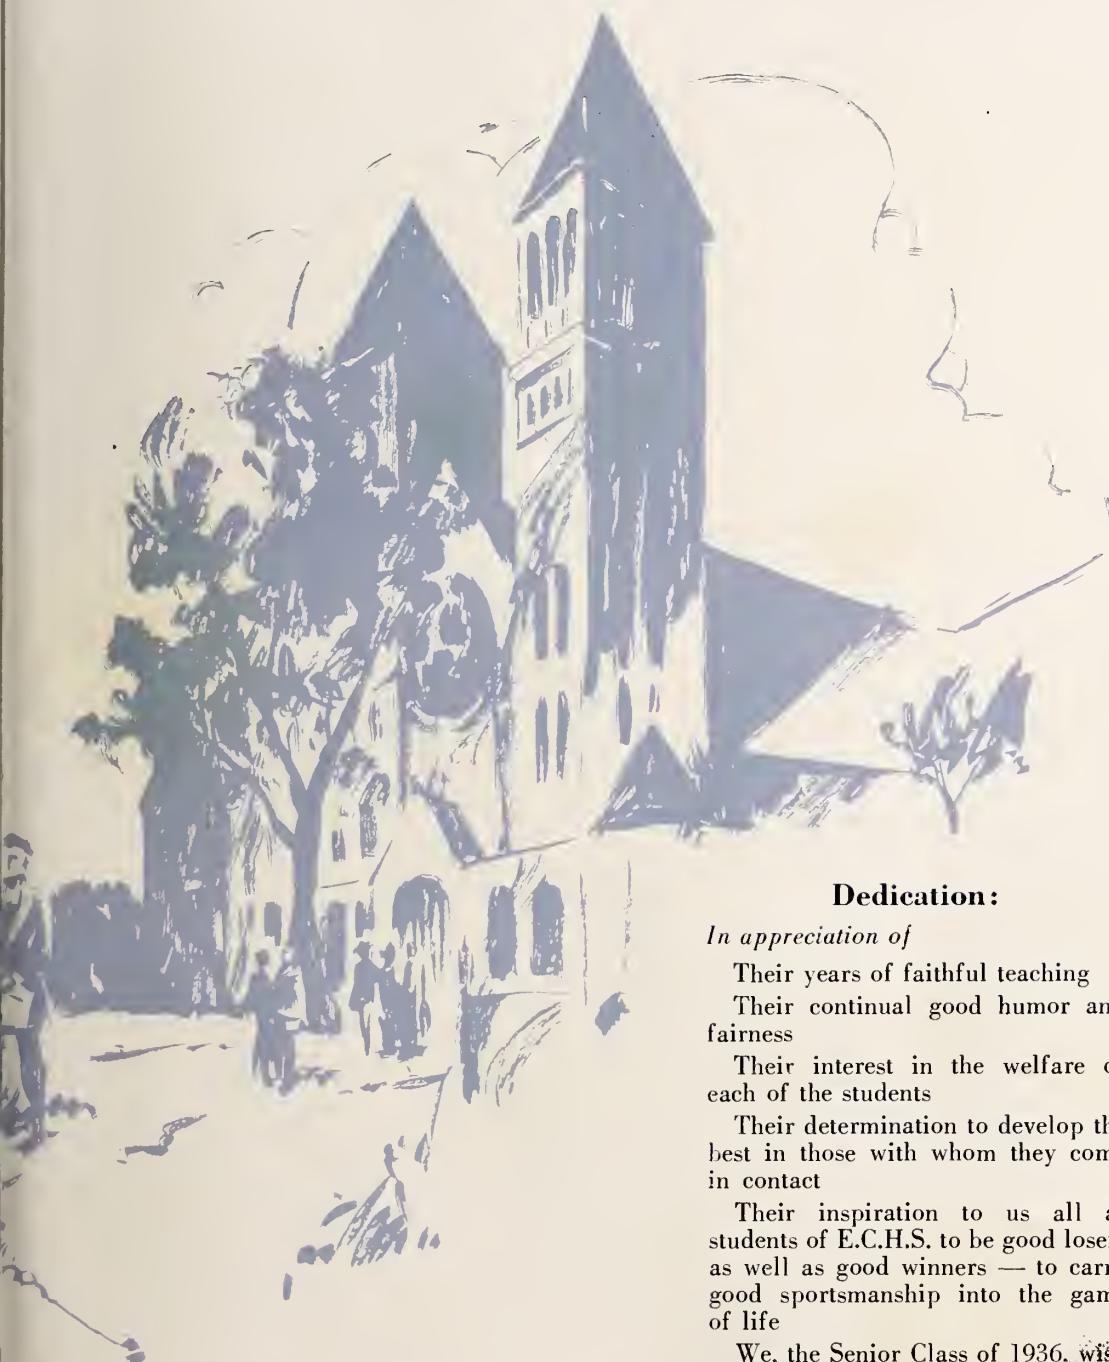 Dedication:
In appreciation of
Their years of faithful teaching
Their continual good humor an
fairness
Their interest in the welfare o
each of the students
Their determination to develop th
best in those with whom they com
in contact
Their inspiration to us all a
students of E.C.H.S. to be good loser
as well as good winners — to carr
good sportsmanship into the gam
of life
We, the Senior Class of 1936, wis